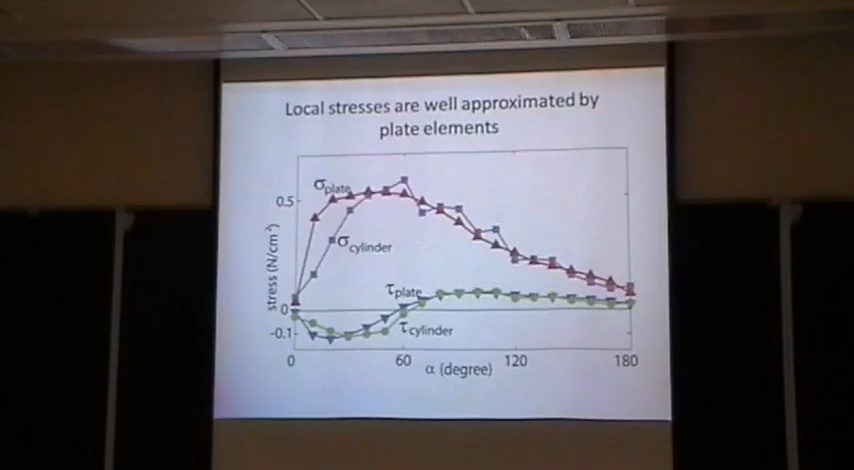 Local stresses are well approximated by
plate elements
σplate
0.5
σcylinder
stress (N/cm²)
τplate
0
-0.1
τcylinder
0
60
120
180
α (degree)